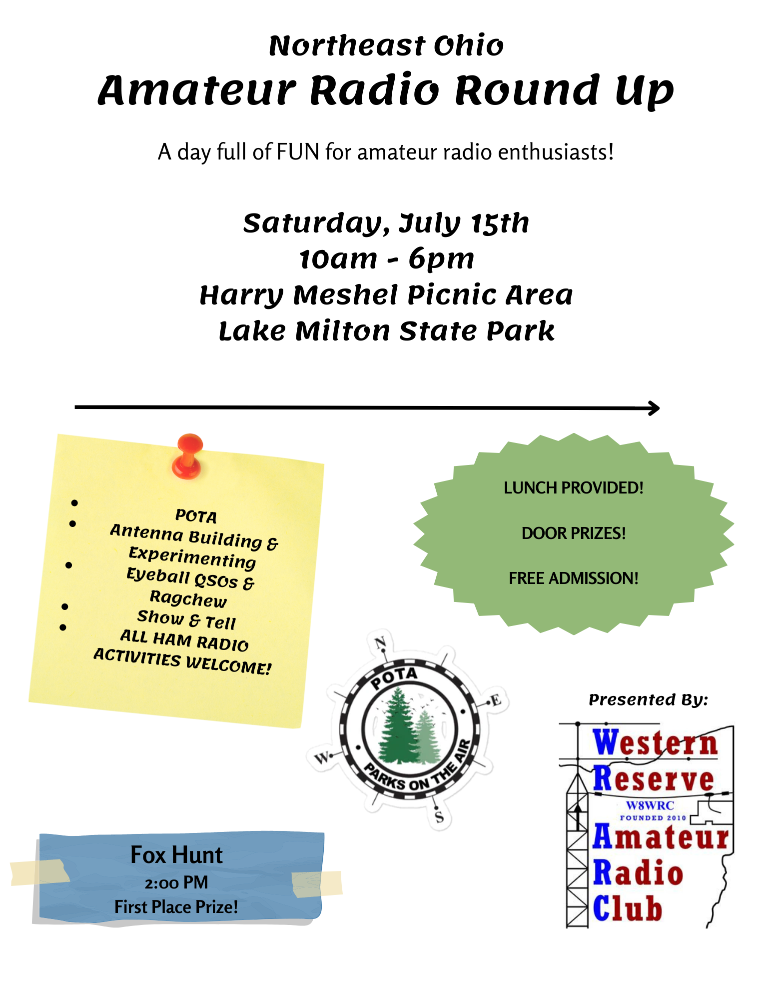 Northeast Ohio
Amateur Radio Round Up
A day full of FUN for amateur radio enthusiasts!
Saturday, July 15th
10am - 6pm
Harry Meshel Picnic Area
Lake Milton State Park
• POTA
• Antenna Building &
Experimenting
• Eyeball QSOs &
Ragchew
• Show & Tell
• ALL HAM RADIO
ACTIVITIES WELCOME!
LUNCH PROVIDED!
DOOR PRIZES!
FREE ADMISSION!
N
POTA
E
W
PARKS ON THE AIR
S
Presented By:
Western
Reserve
W8WRC
FOUNDED 2010
Amateur
Radio
Club
Fox Hunt
2:00 PM
First Place Prize!